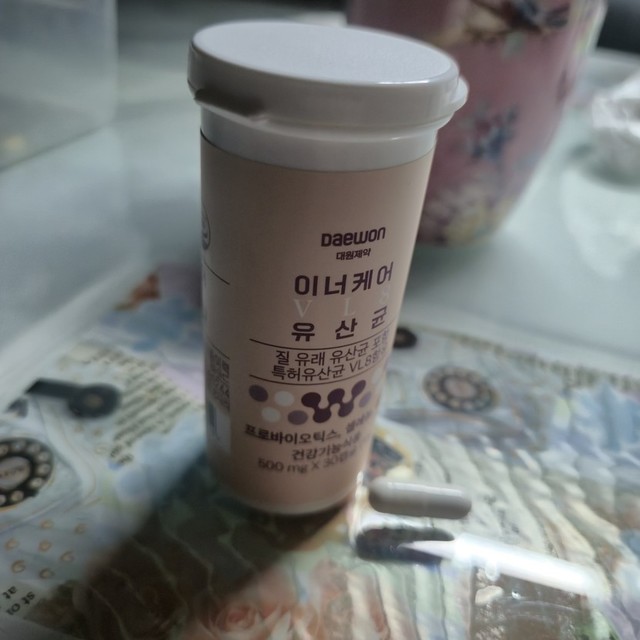 Daewon
대원제약
이너케어
유산균
질 유래 유산균
특허유산균 VL8
프로바이오틱스,
건강기능식품
500 mg X 30